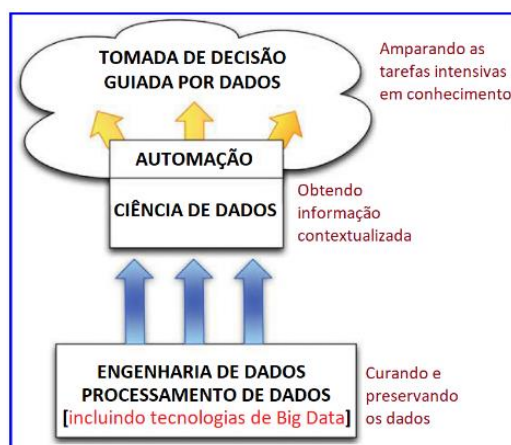 TOMADA DE DECISÃO
GUIADA POR DADOS
Amparando as
tarefas intensivas
em conhecimento
AUTOMAÇÃO
CIÊNCIA DE DADOS
Obtendo
informação
contextualizada
ENGENHARIA DE DADOS
PROCESSAMENTO DE DADOS
[incluindo tecnologias de Big Data]
Curando e
preservando
os dados